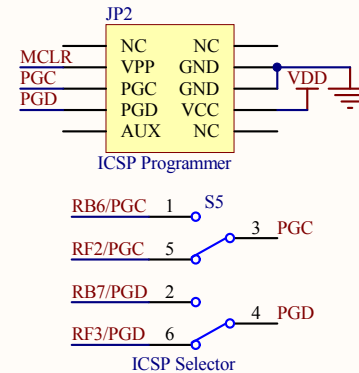 JP2
NC NC
MCLR VPP GND
PGC PGC GND VDD
PGD PGD VCC
AUX NC
ICSP Programmer
RB6/PGC 1 S5
3 PGC
RF2/PGC 5
RB7/PGD 2
4 PGD
RF3/PGD 6
ICSP Selector